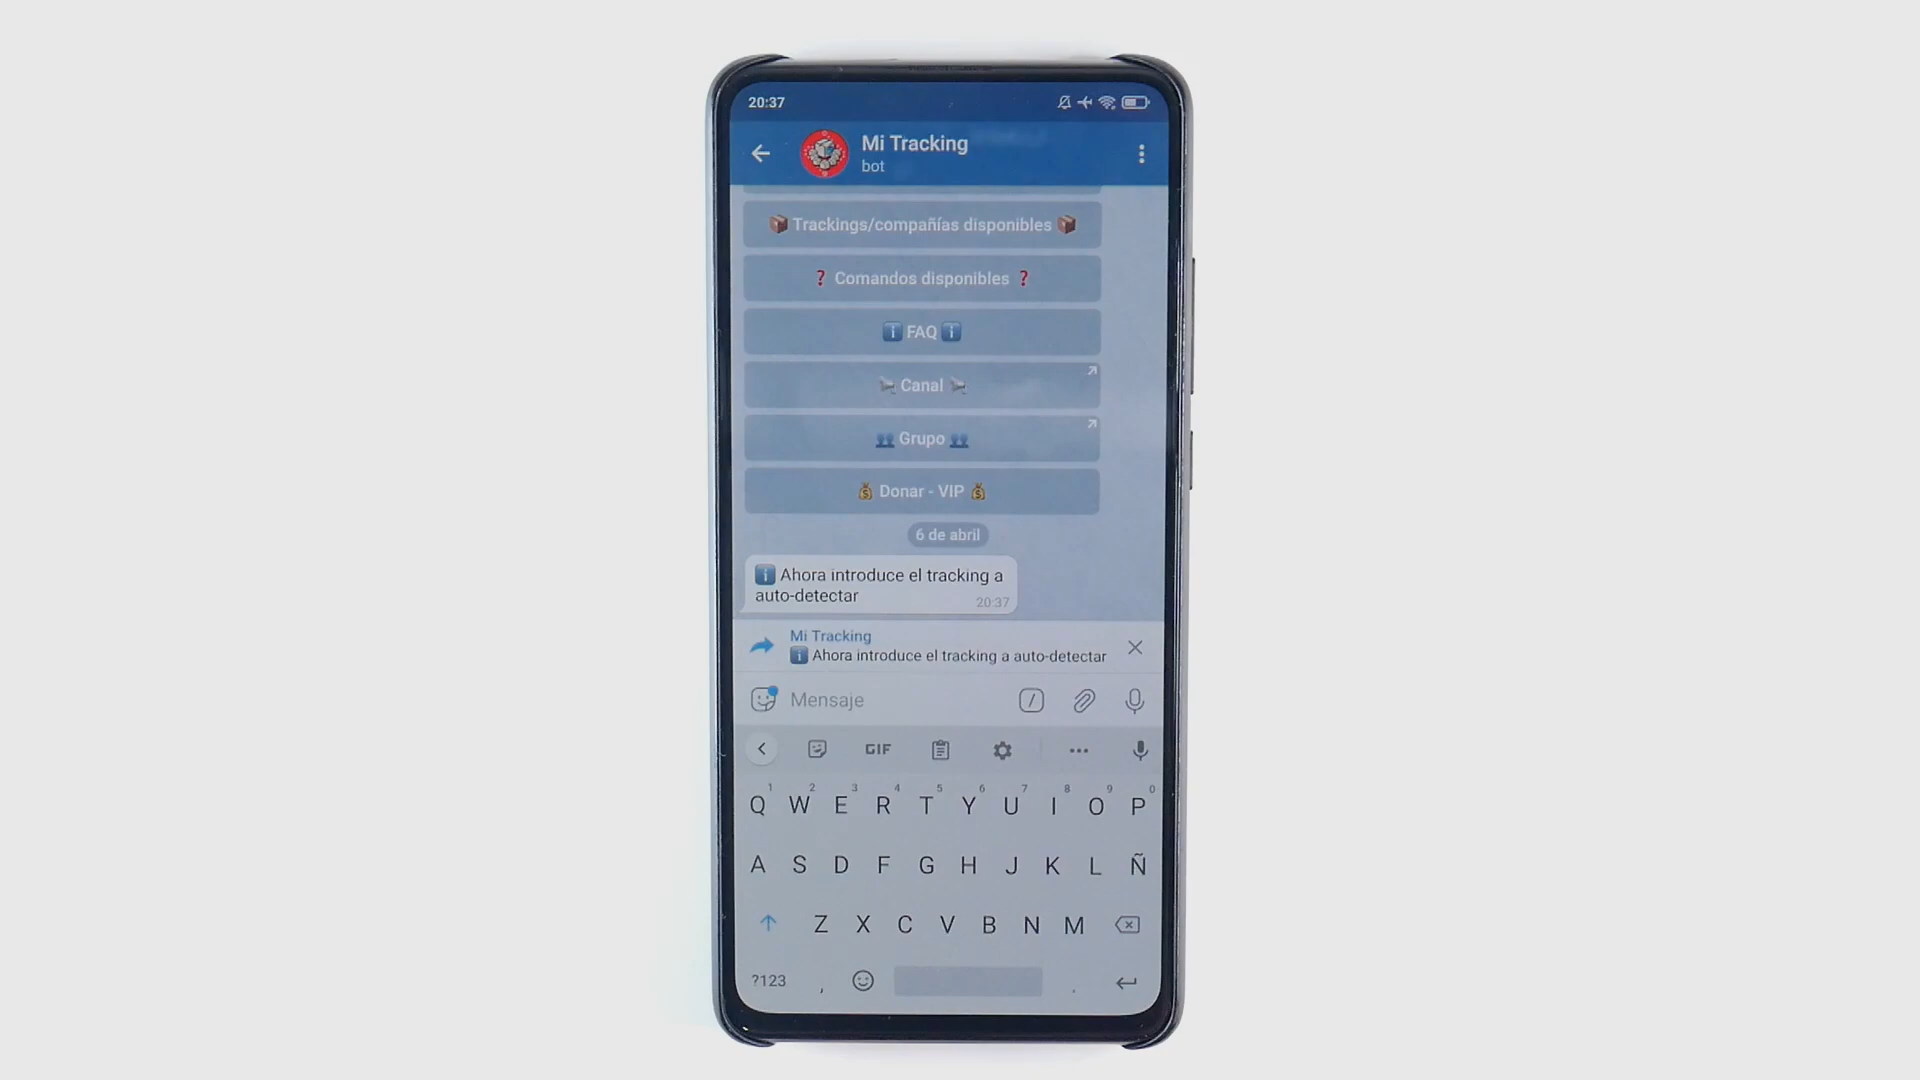 20:37
Mi Tracking
bot
📦 Trackings/compañías disponibles 📦
❓ Comandos disponibles ❓
ℹ️ FAQ ℹ️
Canal
👥 Grupo 👥
💰 Donar - VIP 💰
6 de abril
ℹ️ Ahora introduce el tracking a
auto-detectar
20:37
Mi Tracking
ℹ️ Ahora introduce el tracking a auto-detectar
Mensaje
GIF
1 2 3 4 5 6 7 8 9 0
Q W E R T Y U I O P
A S D F G H J K L Ñ
Z X C V B N M
?123 , .